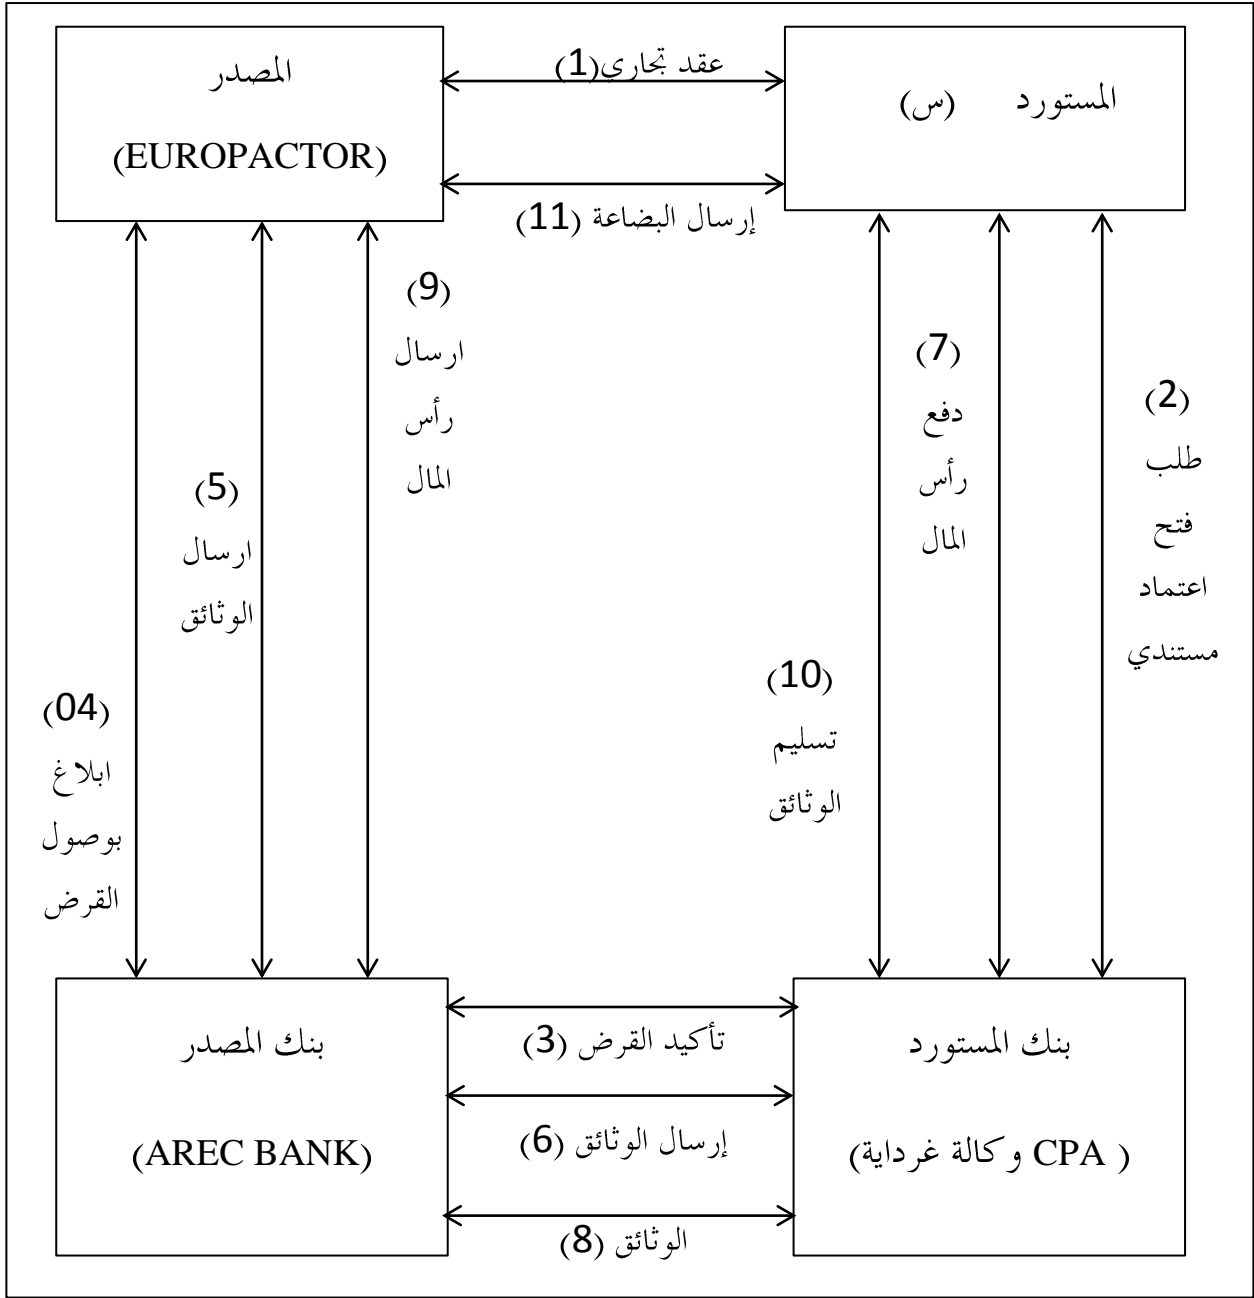 المستورد (س)
عقد تجاري(1)
المصدر
(EUROPACTOR)
إرسال البضاعة (11)
(2)
طلب
فتح
اعتماد
مستندي
(7)
دفع
رأس
المال
(10)
تسليم
الوثائق
(9)
ارسال
رأس
المال
(5)
ارسال
الوثائق
(04)
ابلاغ
بوصول
القرض
بنك المستورد
( CPA وكالة غرداية)
تأكيد القرض (3)
إرسال الوثائق (6)
الوثائق (8)
بنك المصدر
(AREC BANK)